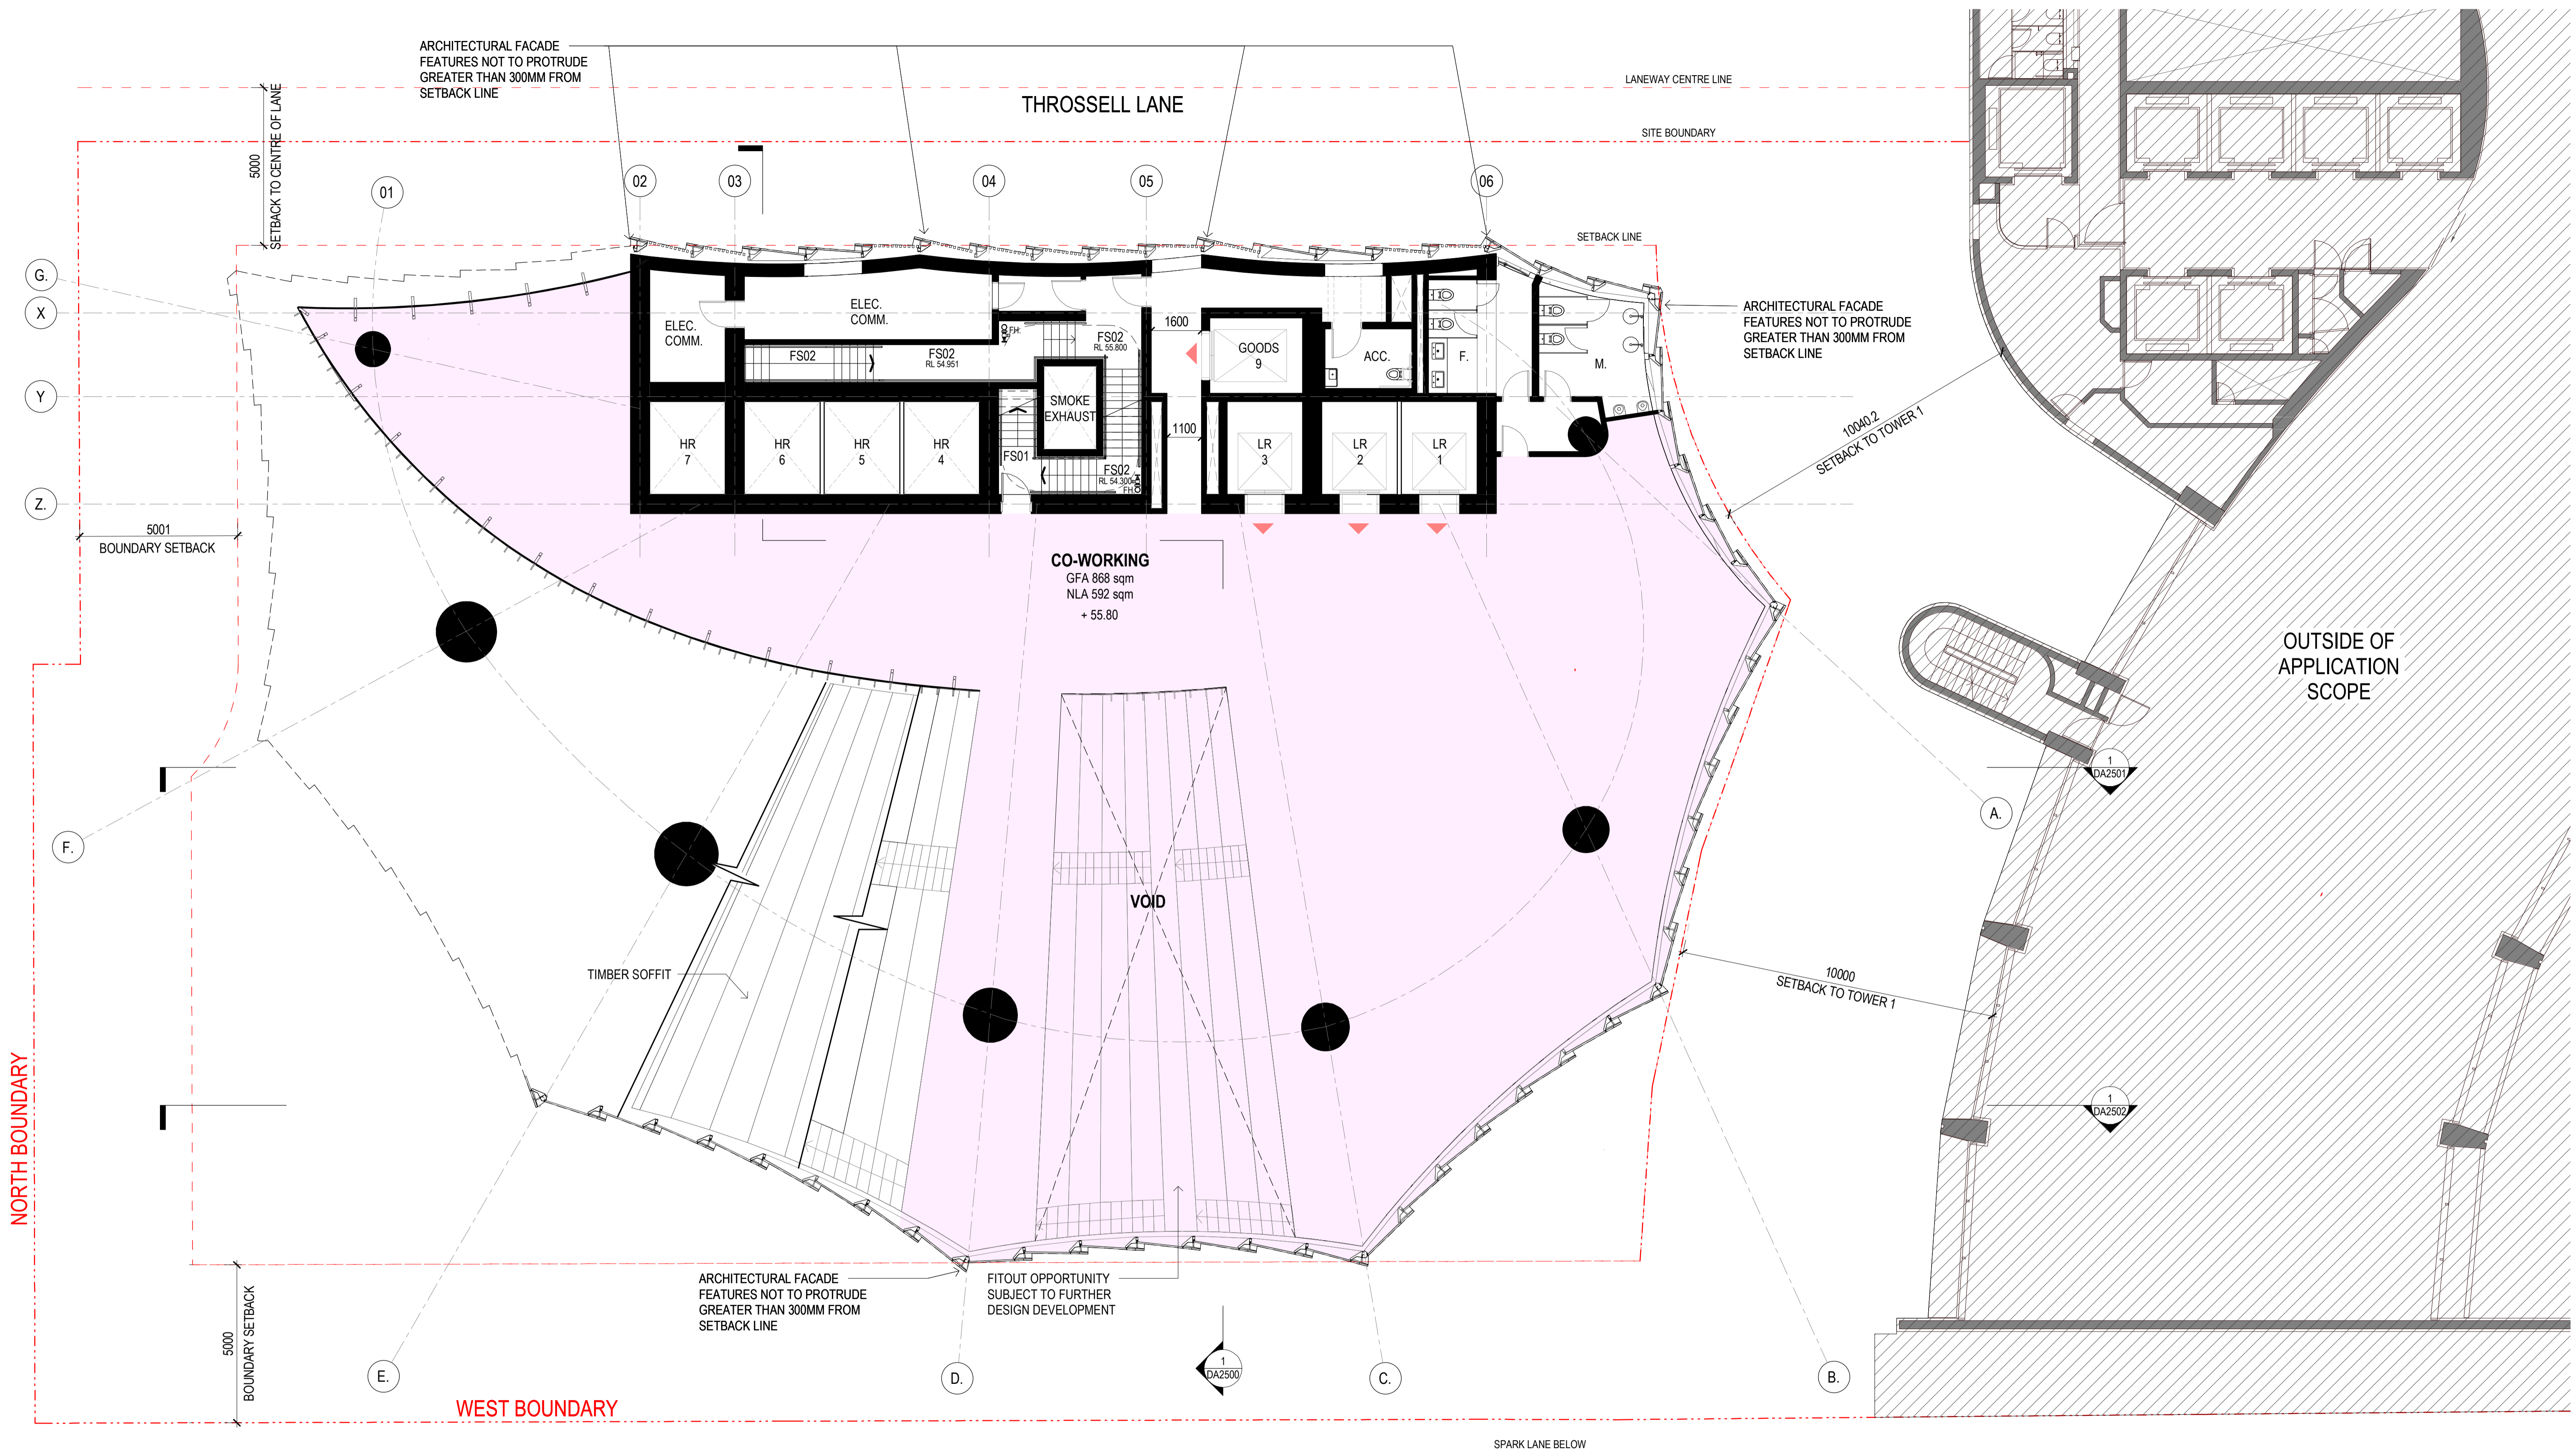 ARCHITECTURAL FACADE
FEATURES NOT TO PROTRUDE
GREATER THAN 300MM FROM
SETBACK LINE
LANEWAY CENTRE LINE
THROSSELL LANE
SITE BOUNDARY
5000
SETBACK TO CENTRE OF LANE
01
02
03
04
05
06
SETBACK LINE
G.
X
Y
Z.
ARCHITECTURAL FACADE
FEATURES NOT TO PROTRUDE
GREATER THAN 300MM FROM
SETBACK LINE
ELEC.
COMM.
ELEC.
COMM.
FS02
FS02
RL 54.951
F.H.
FS02
RL 55.800
1600
GOODS
9
ACC.
F.
M.
SMOKE
EXHAUST
1100
HR
7
HR
6
HR
5
HR
4
FS01
FS02
RL 54.300
F.H.
LR
3
LR
2
LR
1
10040.2
SETBACK TO TOWER 1
5001
BOUNDARY SETBACK
CO-WORKING
GFA 868 sqm
NLA 592 sqm
+ 55.80
OUTSIDE OF
APPLICATION
SCOPE
1
DA2501
A.
F.
VOID
TIMBER SOFFIT
10000
SETBACK TO TOWER 1
1
DA2502
NORTH BOUNDARY
ARCHITECTURAL FACADE
FEATURES NOT TO PROTRUDE
GREATER THAN 300MM FROM
SETBACK LINE
FITOUT OPPORTUNITY
SUBJECT TO FURTHER
DESIGN DEVELOPMENT
5000
BOUNDARY SETBACK
E.
D.
1
DA2500
C.
B.
WEST BOUNDARY
SPARK LANE BELOW